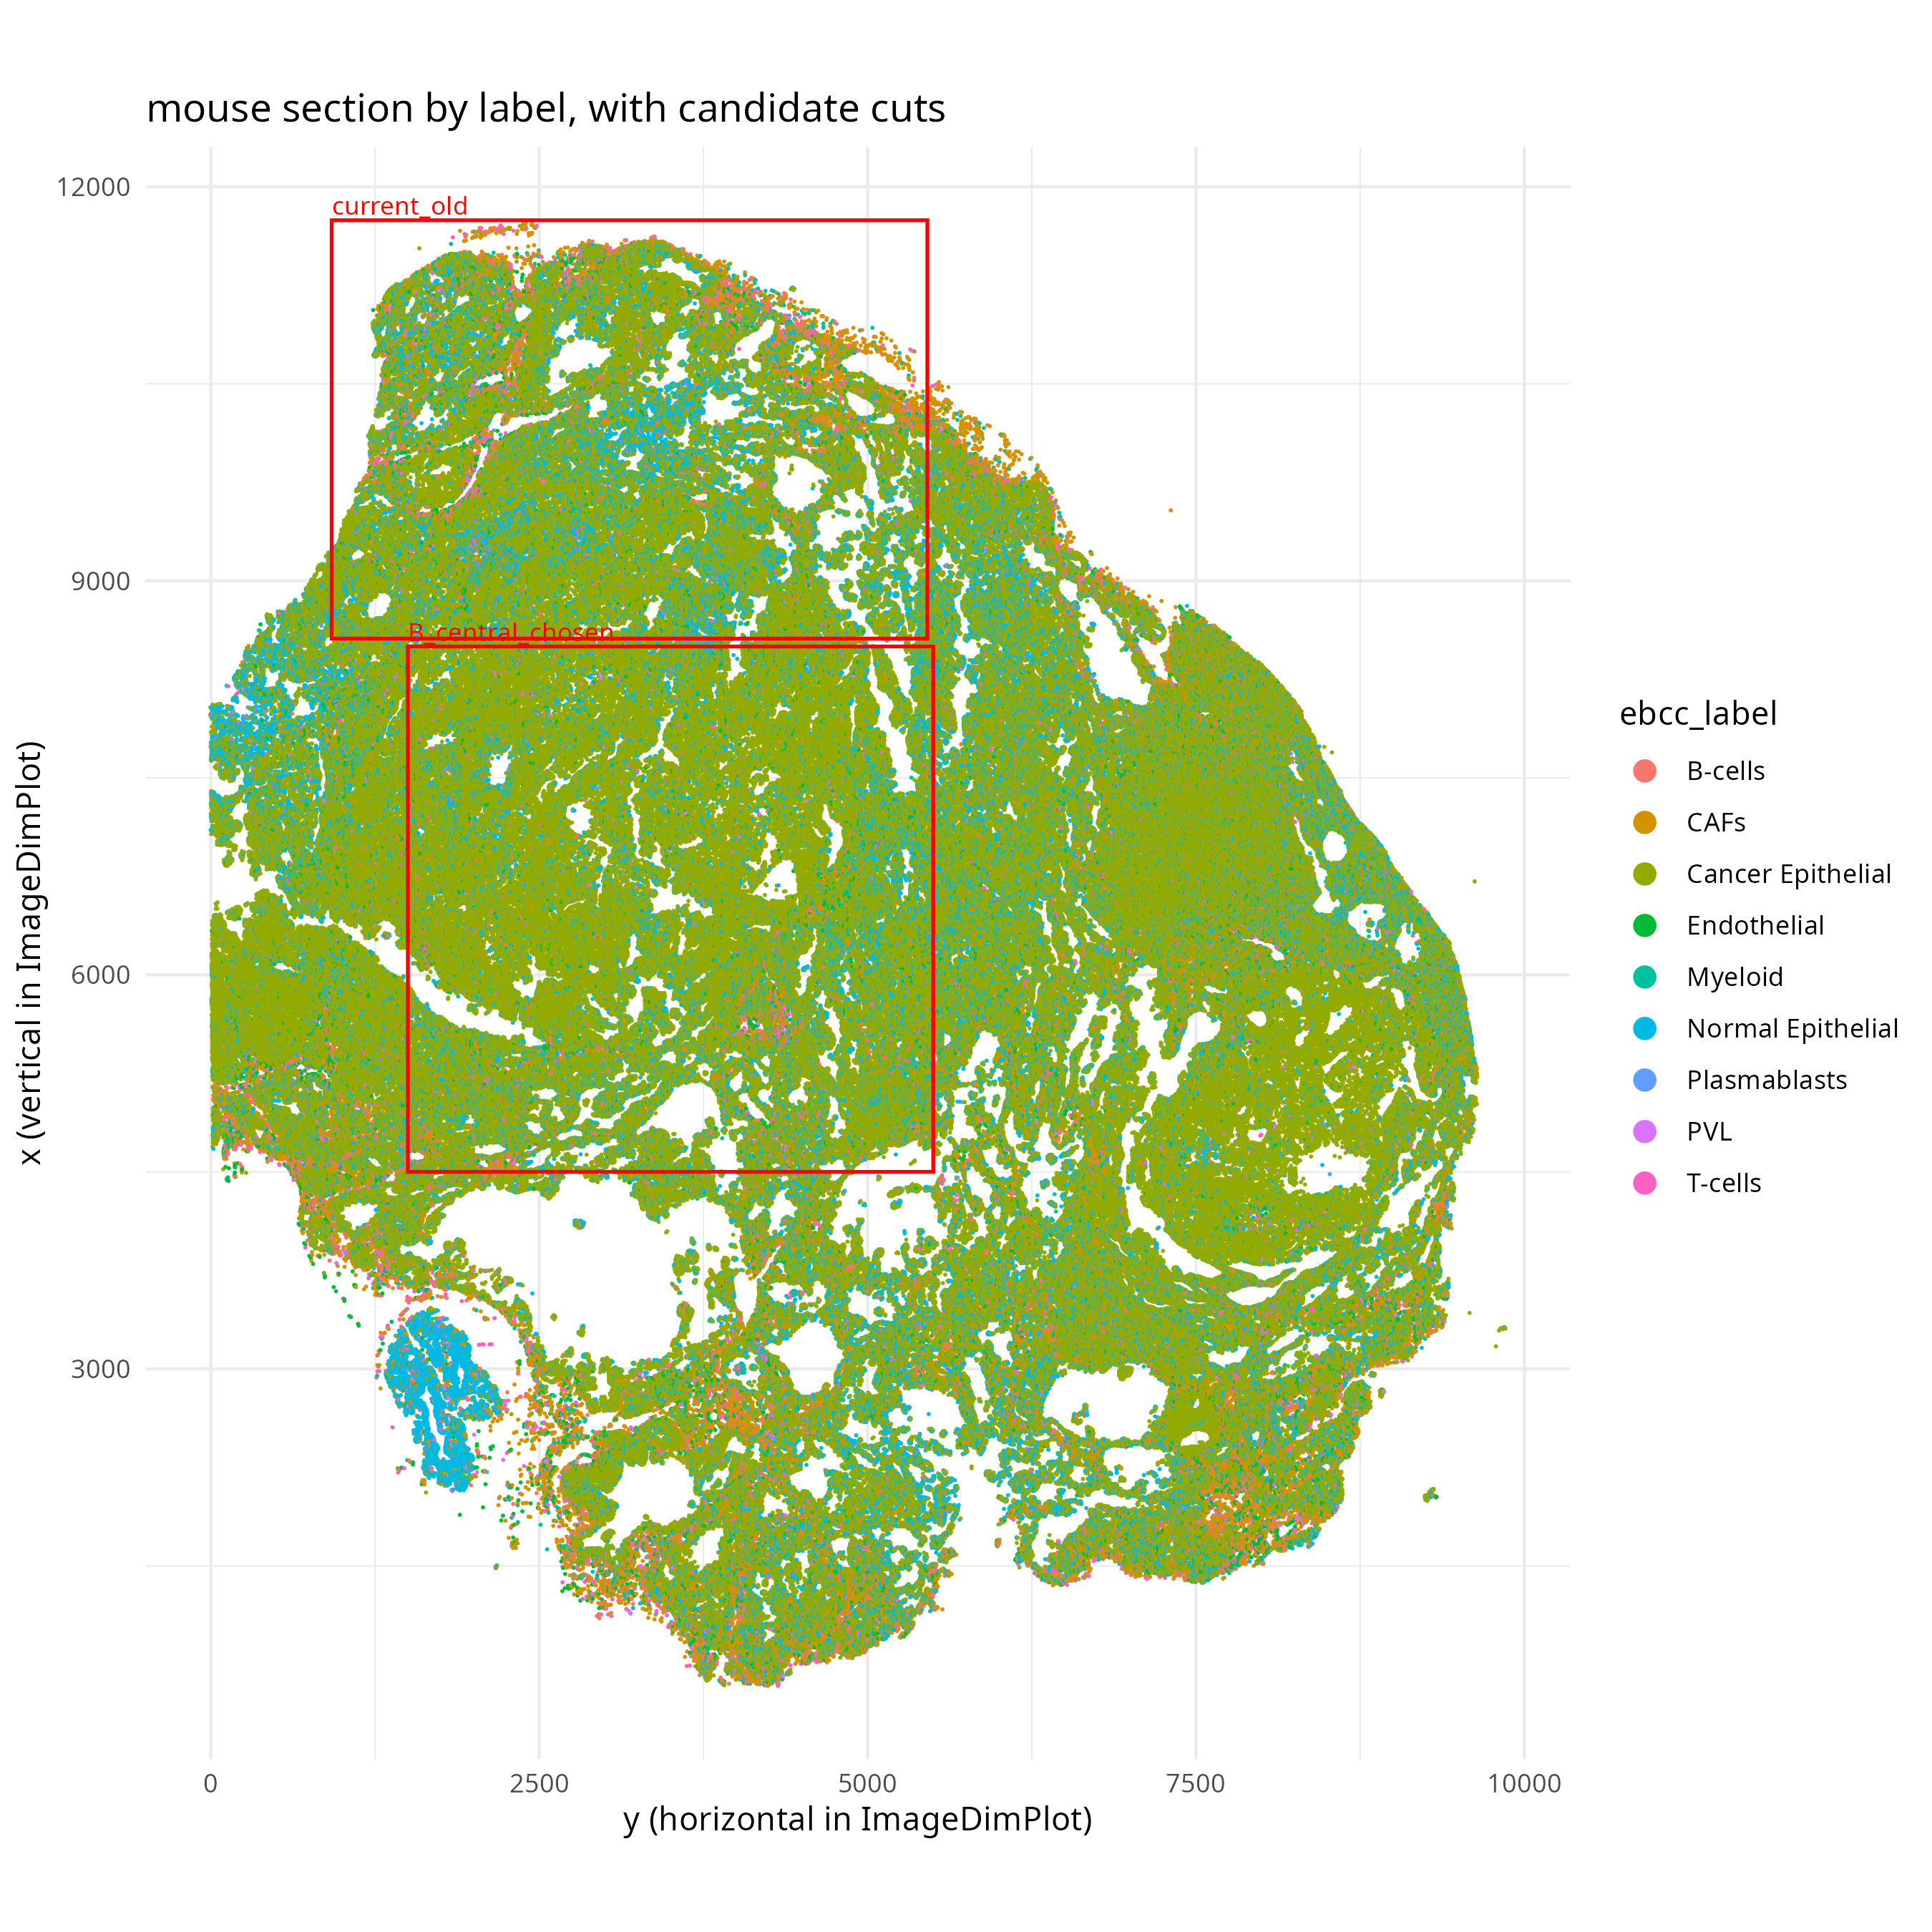 mouse section by label, with candidate cuts
12000
9000
6000
3000
x (vertical in ImageDimPlot)
current_old
B_central_chosen
0
2500
5000
7500
10000
y (horizontal in ImageDimPlot)
ebcc_label
B-cells
CAFs
Cancer Epithelial
Endothelial
Myeloid
Normal Epithelial
Plasmablasts
PVL
T-cells